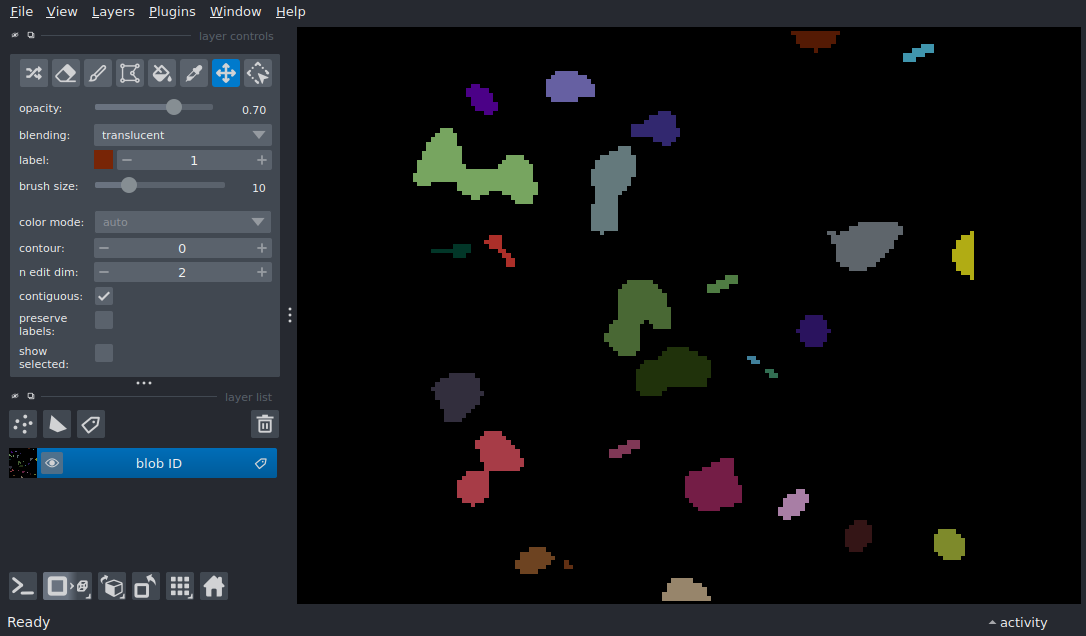 File View Layers Plugins Window Help
layer controls
opacity: 0.70
blending: translucent
label: 1
brush size: 10
color mode: auto
contour: 0
n edit dim: 2
contiguous:
preserve
labels:
show
selected:
layer list
blob ID
Ready
activity